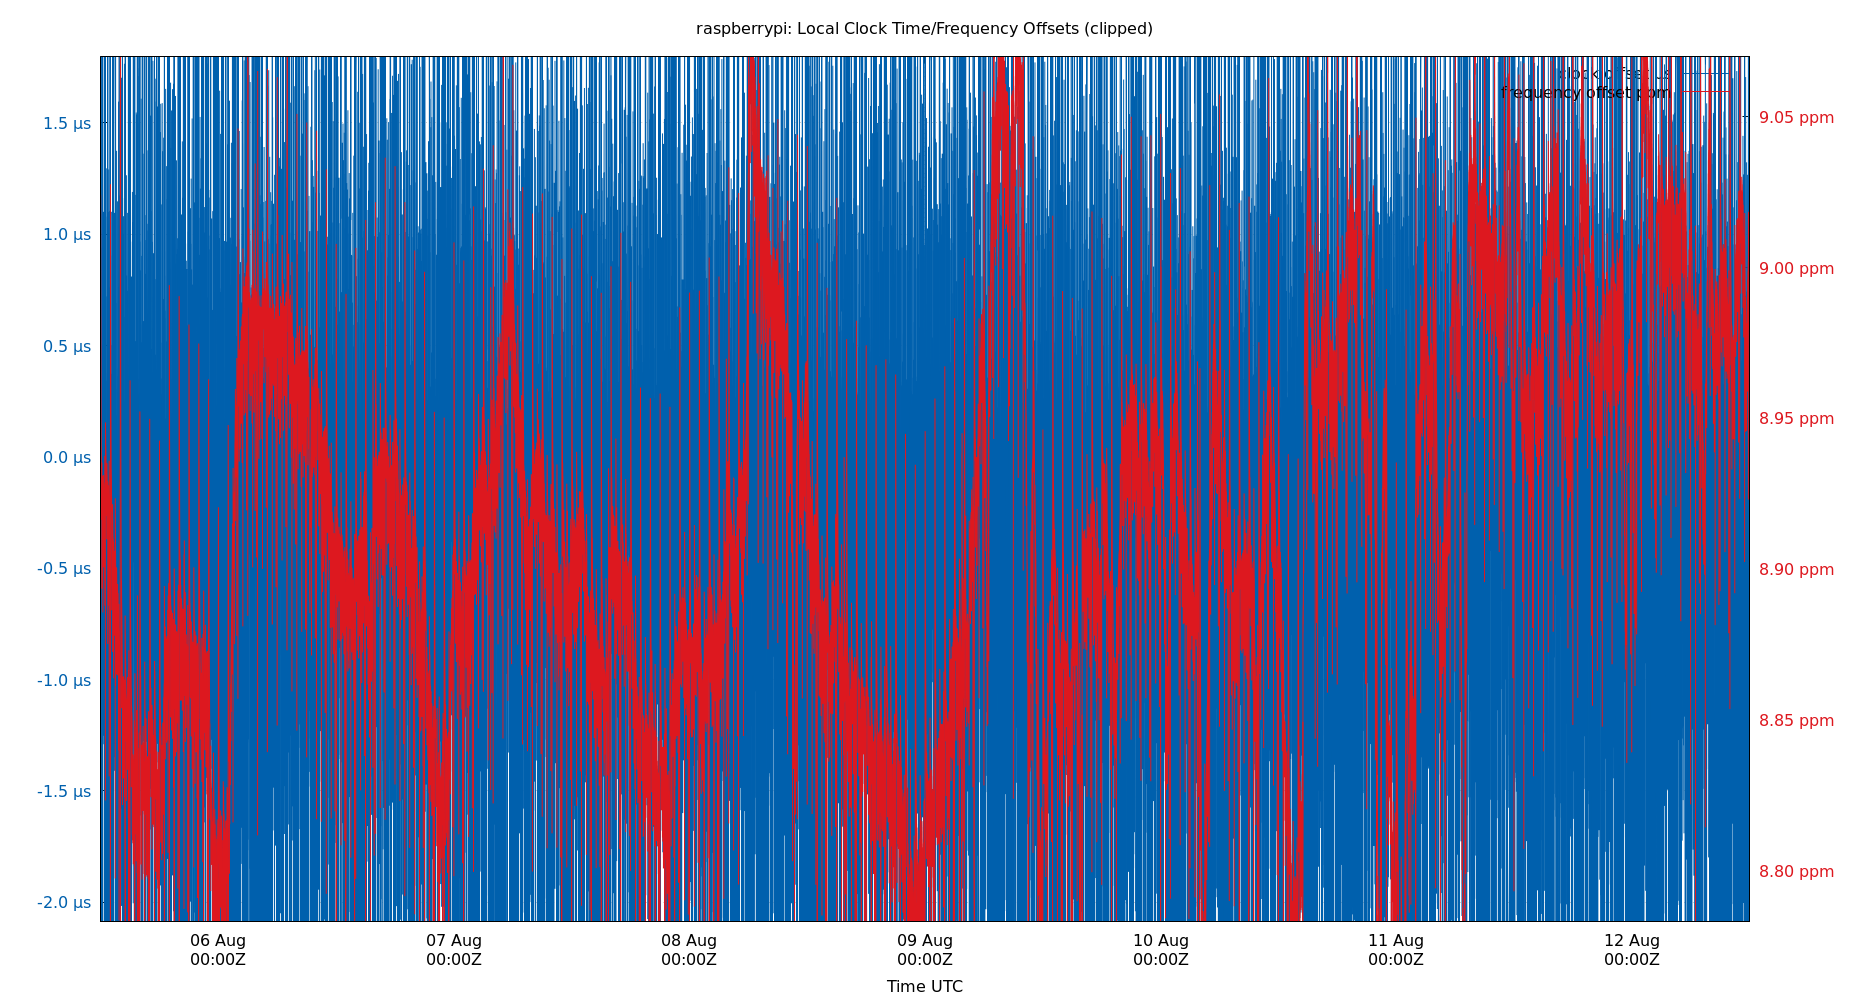 raspberrypi: Local Clock Time/Frequency Offsets (clipped)
clock offset µs
frequency offset ppm
1.5 µs
1.0 µs
0.5 µs
0.0 µs
-0.5 µs
-1.0 µs
-1.5 µs
-2.0 µs
9.05 ppm
9.00 ppm
8.95 ppm
8.90 ppm
8.85 ppm
8.80 ppm
06 Aug 07 Aug 08 Aug 09 Aug 10 Aug 11 Aug 12 Aug
00:00Z 00:00Z 00:00Z 00:00Z 00:00Z 00:00Z 00:00Z
Time UTC